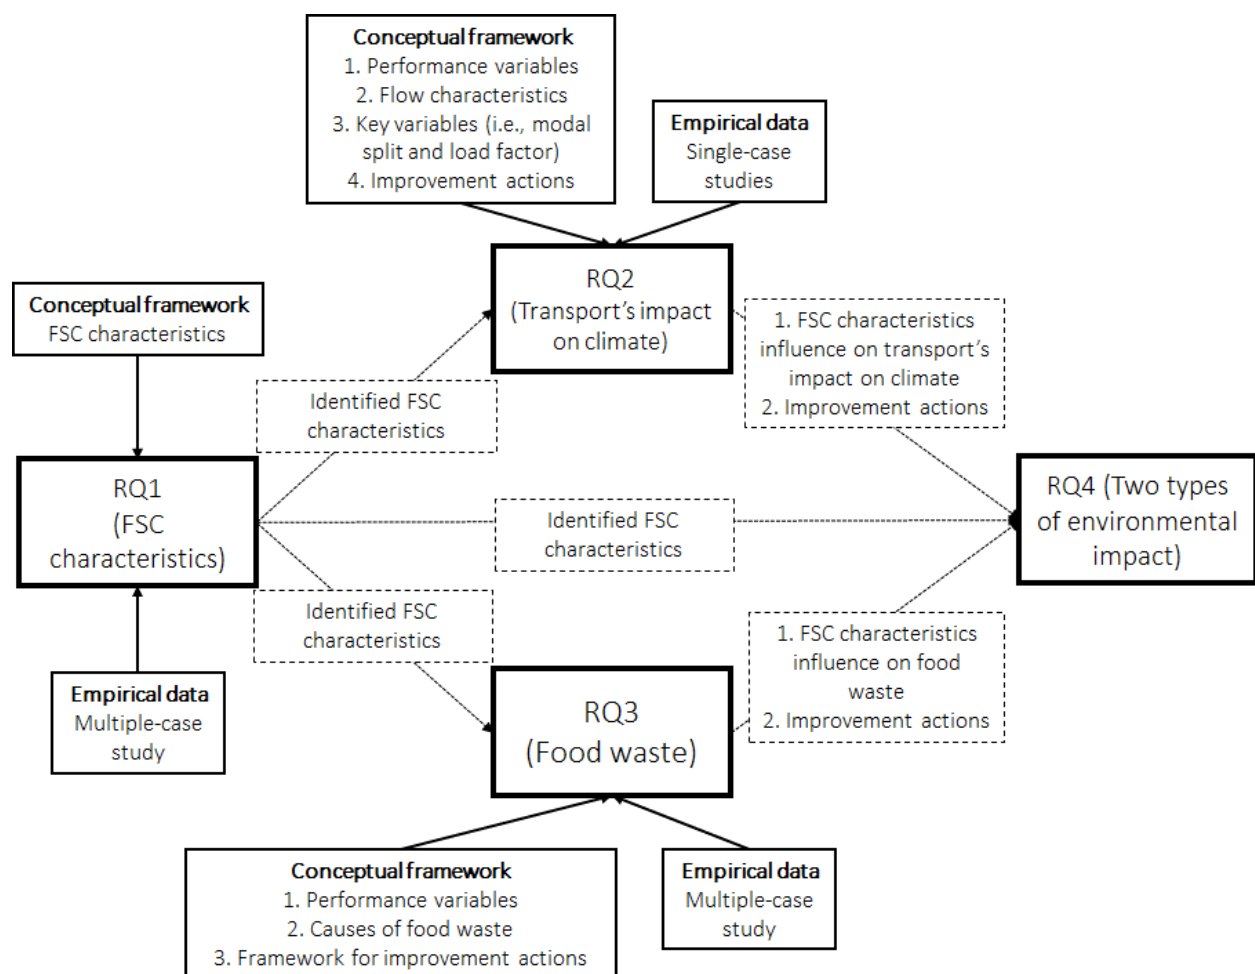 Conceptual framework
1. Performance variables
2. Flow characteristics
3. Key variables (i.e., modal
split and load factor)
4. Improvement actions
Empirical data
Single-case
studies
RQ2
(Transport's impact
on climate)
Conceptual framework
FSC characteristics
1. FSC characteristics
influence on transport's
impact on climate
2. Improvement actions
Identified FSC
characteristics
RQ1
(FSC
characteristics)
Identified FSC
characteristics
RQ4 (Two types
of environmental
impact)
Identified FSC
characteristics
1. FSC characteristics
influence on food
waste
2. Improvement actions
Empirical data
Multiple-case
study
RQ3
(Food waste)
Conceptual framework
1. Performance variables
2. Causes of food waste
3. Framework for improvement actions
Empirical data
Multiple-case
study